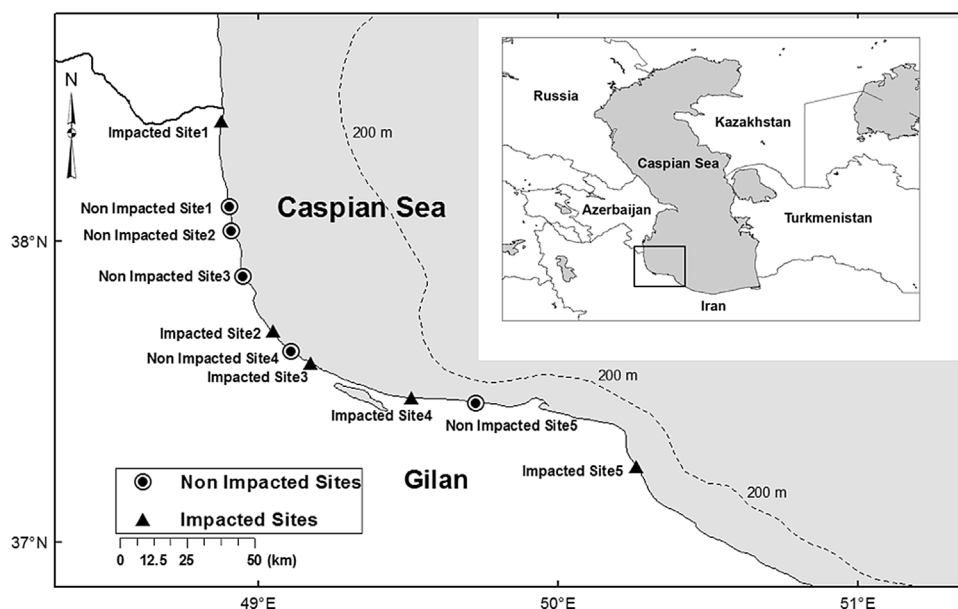 N
Impacted Site1
Non Impacted Site1
Non Impacted Site2
Non Impacted Site3
Impacted Site2
Non Impacted Site4
Impacted Site3
Impacted Site4
Non Impacted Site5
Impacted Site5
Caspian Sea
Gilan
200 m
200 m
200 m
Russia
Kazakhstan
Caspian Sea
Azerbaijan
Turkmenistan
Iran
Non Impacted Sites
Impacted Sites
0 12.5 25 50 (km)
38°N
37°N
49°E
50°E
51°E